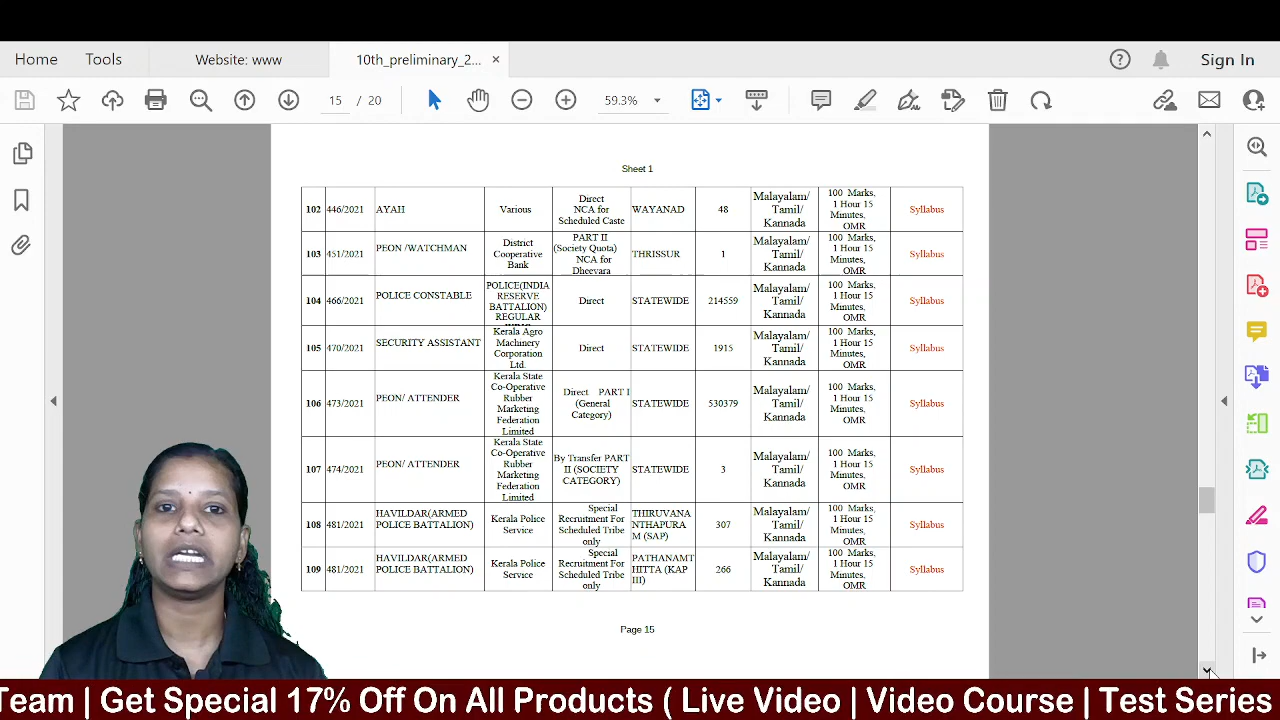 Home Tools Website: www 10th_preliminary_2... × Sign In
15 / 20 59.3%
Sheet 1
102 446/2021 AYAH Various Direct NCA for Scheduled Caste WAYANAD 48 Malayalam/ Tamil/ Kannada 100 Marks, 1 Hour 15 Minutes, OMR Syllabus
103 451/2021 PEON /WATCHMAN District Cooperative Bank PART II (Society Quota) NCA for Dheevara THRISSUR 1 Malayalam/ Tamil/ Kannada 100 Marks, 1 Hour 15 Minutes, OMR Syllabus
104 466/2021 POLICE CONSTABLE POLICE(INDIA RESERVE BATTALION) REGULAR Direct STATEWIDE 214559 Malayalam/ Tamil/ Kannada 100 Marks, 1 Hour 15 Minutes, OMR Syllabus
105 470/2021 SECURITY ASSISTANT Kerala Agro Machinery Corporation Ltd. Direct STATEWIDE 1915 Malayalam/ Tamil/ Kannada 100 Marks, 1 Hour 15 Minutes, OMR Syllabus
106 473/2021 PEON/ ATTENDER Kerala State Co-Operative Rubber Marketing Federation Limited Direct PART I (General Category) STATEWIDE 530379 Malayalam/ Tamil/ Kannada 100 Marks, 1 Hour 15 Minutes, OMR Syllabus
107 474/2021 PEON/ ATTENDER Kerala State Co-Operative Rubber Marketing Federation Limited By Transfer PART II (SOCIETY CATEGORY) STATEWIDE 3 Malayalam/ Tamil/ Kannada 100 Marks, 1 Hour 15 Minutes, OMR Syllabus
108 481/2021 HAVILDAR(ARMED POLICE BATTALION) Kerala Police Service Special Recruitment For Scheduled Tribe only THIRUVANA NTHAPURA M (SAP) 307 Malayalam/ Tamil/ Kannada 100 Marks, 1 Hour 15 Minutes, OMR Syllabus
109 481/2021 HAVILDAR(ARMED POLICE BATTALION) Kerala Police Service Special Recruitment For Scheduled Tribe only PATHANAMT HITTA (KAP III) 266 Malayalam/ Tamil/ Kannada 100 Marks, 1 Hour 15 Minutes, OMR Syllabus
Page 15
Team | Get Special 17% Off On All Products ( Live Video | Video Course | Test Series